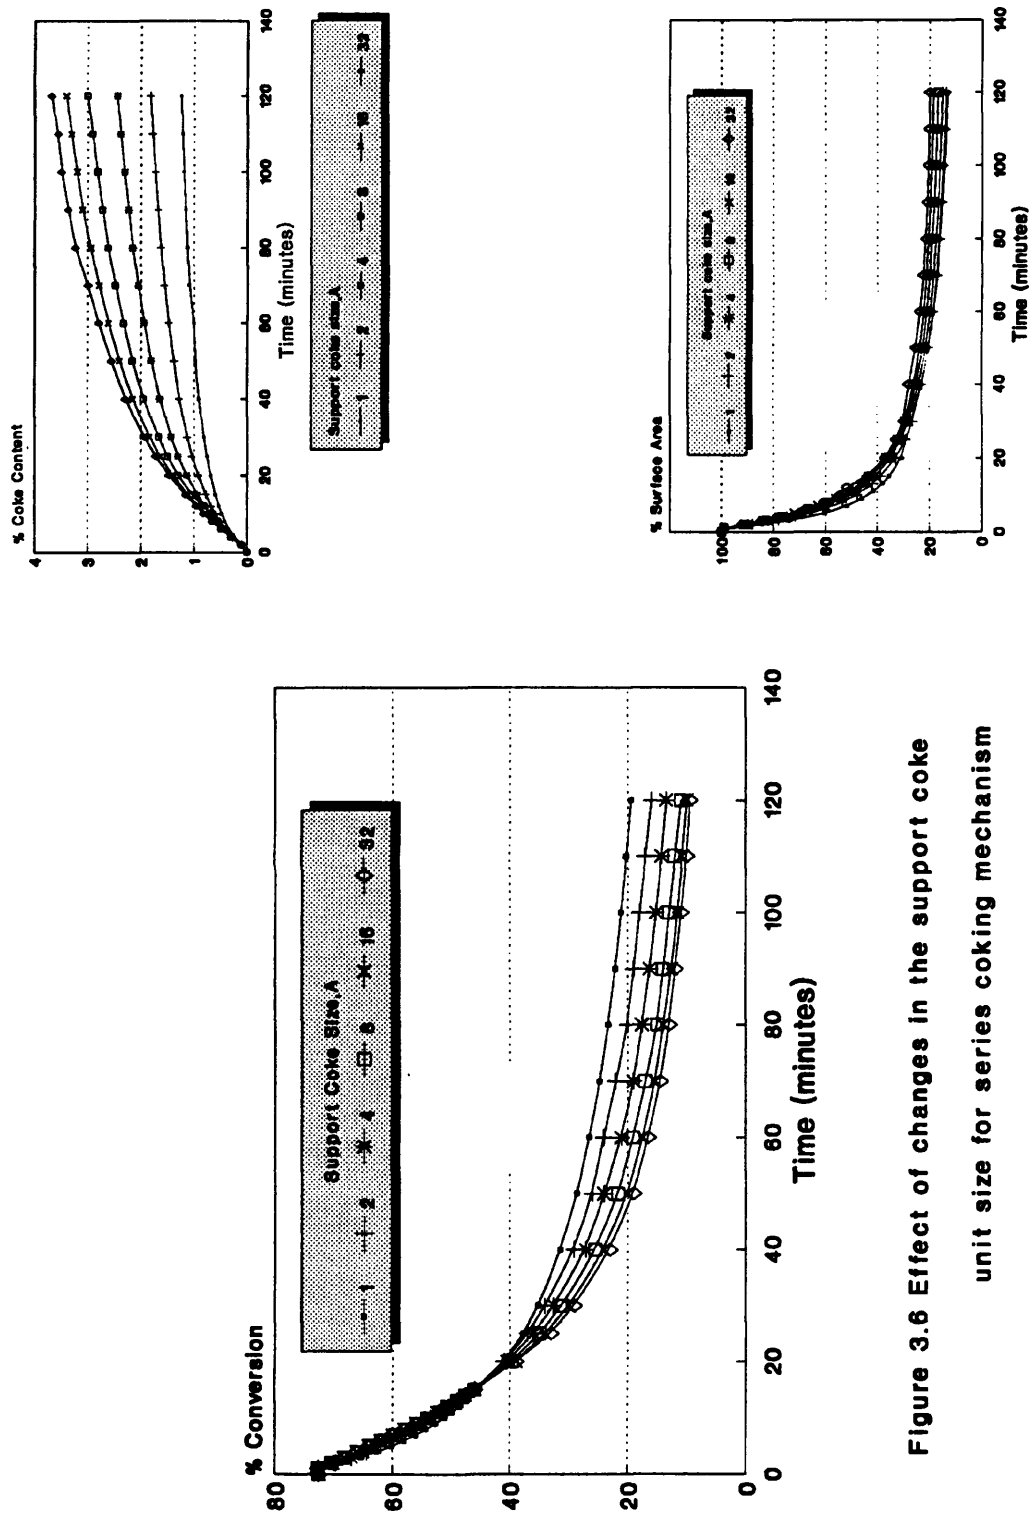 % Conversion
80
60
40
20
0
0 20 40 60 80 100 120 140
Time (minutes)
Support Coke Size,A
1 2 4 8 16 32
% Coke Content
4
3
2
1
0
0 20 40 60 80 100 120 140
Time (minutes)
Support coke size,A
1 2 4 8 16 32
% Surface Area
100
80
60
40
20
0
0 20 40 60 80 100 120 140
Time (minutes)
Support coke size,A
1 2 4 8 16 32
Figure 3.6 Effect of changes in the support coke
unit size for series coking mechanism